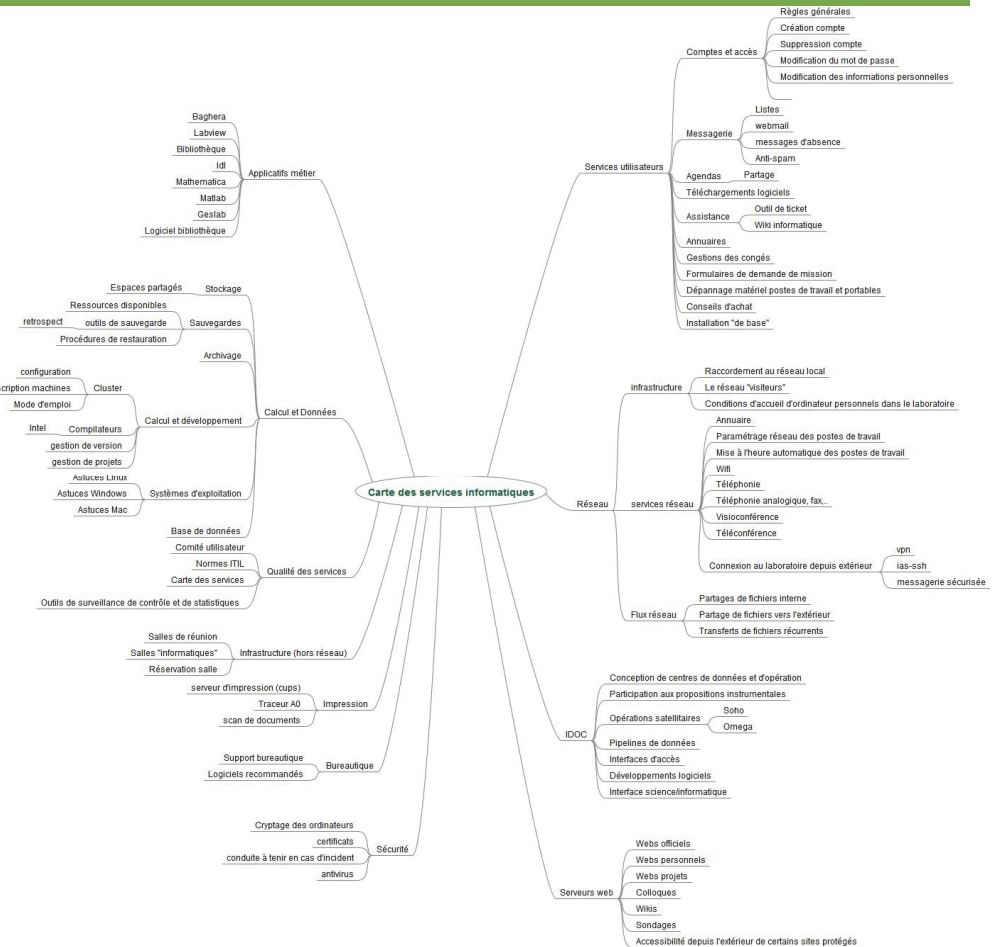 Carte des services informatiques
Services utilisateurs
Comptes et accès
Règles générales
Création compte
Suppression compte
Modification du mot de passe
Modification des informations personnelles
Messagerie
Listes
webmail
messages d'absence
Anti-spam
Agendas
Partage
Téléchargements logiciels
Assistance
Outil de ticket
Wiki informatique
Annuaires
Gestions des congés
Formulaires de demande de mission
Dépannage matériel postes de travail et portables
Conseils d'achat
Installation "de base"
Réseau
infrastructure
Raccordement au réseau local
Le réseau "visiteurs"
Conditions d'accueil d'ordinateur personnels dans le laboratoire
services réseau
Annuaire
Paramétrage réseau des postes de travail
Mise à l'heure automatique des postes de travail
Wifi
Téléphonie
Téléphonie analogique, fax,..
Visioconférence
Téléconférence
Connexion au laboratoire depuis extérieur
vpn
ias-ssh
messagerie sécurisée
Flux réseau
Partages de fichiers interne
Partage de fichiers vers l'extérieur
Transferts de fichiers récurrents
IDOC
Conception de centres de données et d'opération
Participation aux propositions instrumentales
Opérations satellitaires
Soho
Omega
Pipelines de données
Interfaces d'accès
Développements logiciels
Interface science/informatique
Serveurs web
Webs officiels
Webs personnels
Webs projets
Colloques
Wikis
Sondages
Accessibilité depuis l'extérieur de certains sites protégés
Applicatifs métier
Baghera
Labview
Bibliothèque
Idl
Mathematica
Matlab
Geslab
Logiciel bibliothèque
Calcul et Données
Stockage
Espaces partagés
Sauvegardes
Ressources disponibles
outils de sauvegarde
retrospect
Procédures de restauration
Archivage
Calcul et développement
Cluster
configuration
cription machines
Mode d'emploi
Compilateurs
Intel
gestion de version
gestion de projets
Systèmes d'exploitation
Astuces Linux
Astuces Windows
Astuces Mac
Base de données
Qualité des services
Comité utilisateur
Normes ITIL
Carte des services
Outils de surveillance de contrôle et de statistiques
Infrastructure (hors réseau)
Salles de réunion
Salles "informatiques"
Réservation salle
Impression
serveur d'impression (cups)
Traceur A0
scan de documents
Bureautique
Support bureautique
Logiciels recommandés
Sécurité
Cryptage des ordinateurs
certificats
conduite à tenir en cas d'incident
antivirus